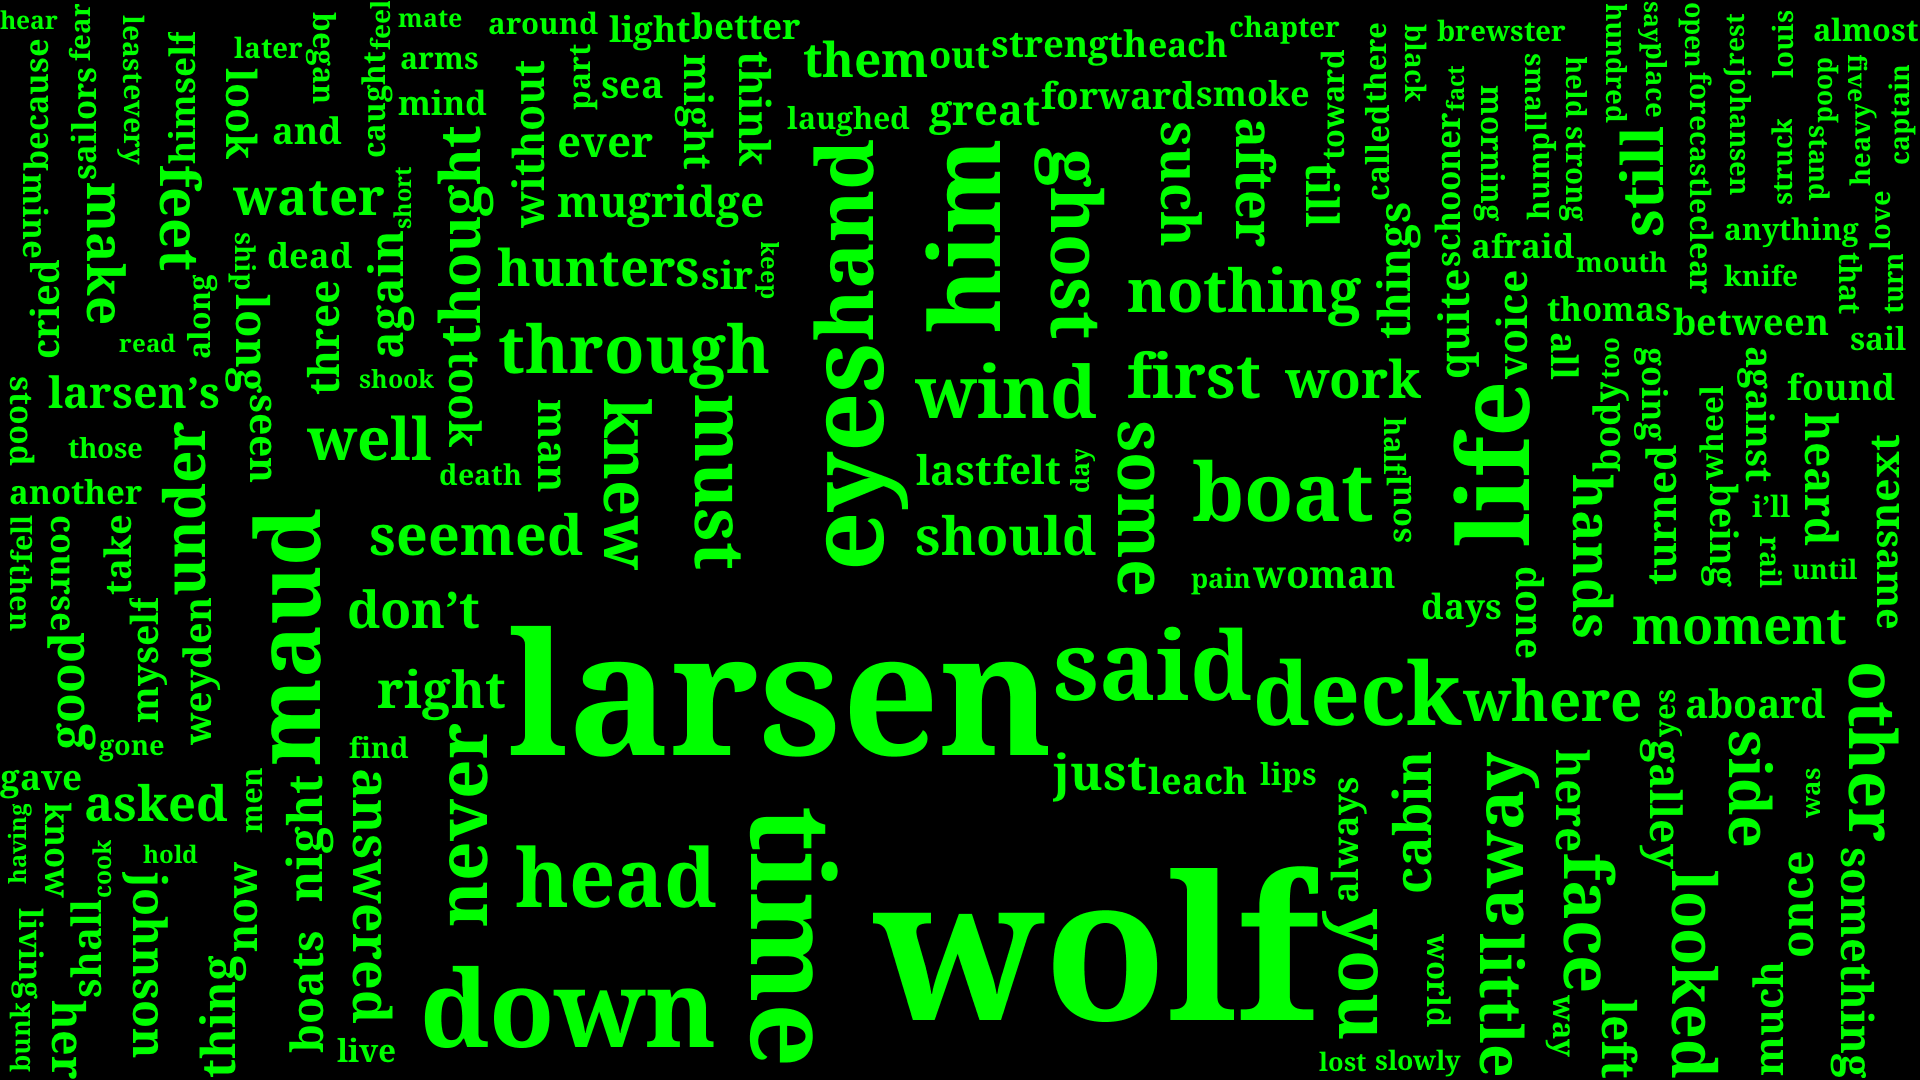 hear
fear
leastevery
because
sailors
himself
look
later
began
feel
caught
mate
arms
mind
and
around
light
better
part
sea
without
ever
might
think
them
out
strength
each
chapter
laughed
great
forward
smoke
toward
there
called
black
brewster
fact
schooner
morning
small
hump
held
strong
hundred
say
place
open
forecastle
rest
johansen
louis
almost
blood
five
heavy
captain
struck
stand
mine
make
feet
water
short
thought
mugridge
hand
him
ghost
such
after
till
still
clear
anything
love
cried
ship
dead
again
hunters
sir
keep
nothing
things
afraid
mouth
knife
that
turn
read
along
long
three
took
through
eyes
wind
first
work
quite
voice
thomas
all
too
between
sail
stood
larsen’s
shook
seen
well
man
knew
must
some
half
life
body
going
wheel
against
found
those
death
last
felt
day
boat
soul
heard
next
another
under
fell
then
course
take
seemed
should
hands
turned
being
i’ll
rail
until
same
maud
don’t
pain
woman
days
done
moment
good
myself
weyden
right
larsen
said
deck
where
yes
aboard
other
gone
find
never
just
leach
lips
cabin
away
here
galley
side
was
gave
asked
men
night
answered
time
always
having
know
cook
hold
head
wolf
you
face
looked
once
something
living
shall
johnson
now
boats
down
world
little
way
left
much
bunk
her
thing
live
lost
slowly